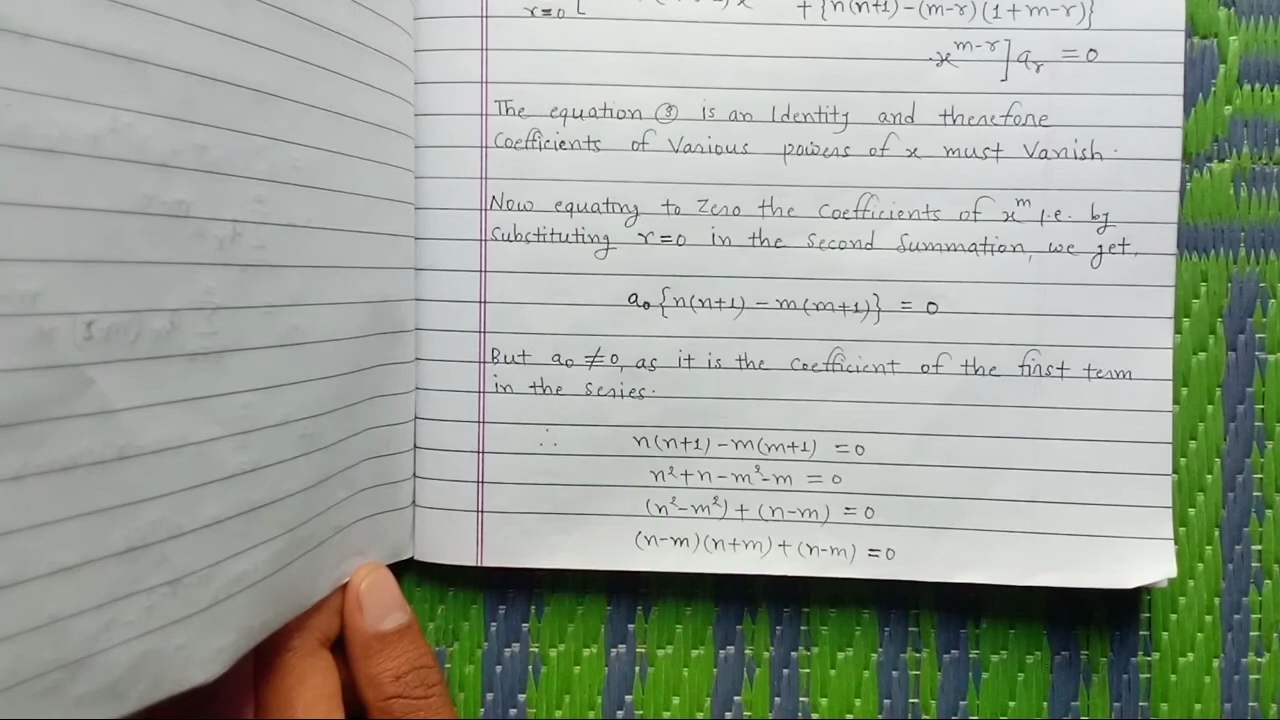 r=0 [ x + {n(n+1)-(m-r)(1+m-r)}
x^{m-r}] a_r = 0
The equation ③ is an Identity and therefore
Coefficients of Various powers of x must Vanish.
Now equating to Zero the coefficients of x^m i.e. by
Substituting r=0 in the second Summation, we get,
a₀{n(n+1) - m(m+1)} = 0
But a₀ ≠ 0, as it is the coefficient of the first term
in the series.
∴ n(n+1) - m(m+1) = 0
n²+n-m²-m = 0
(n²-m²) + (n-m) = 0
(n-m)(n+m) + (n-m) = 0